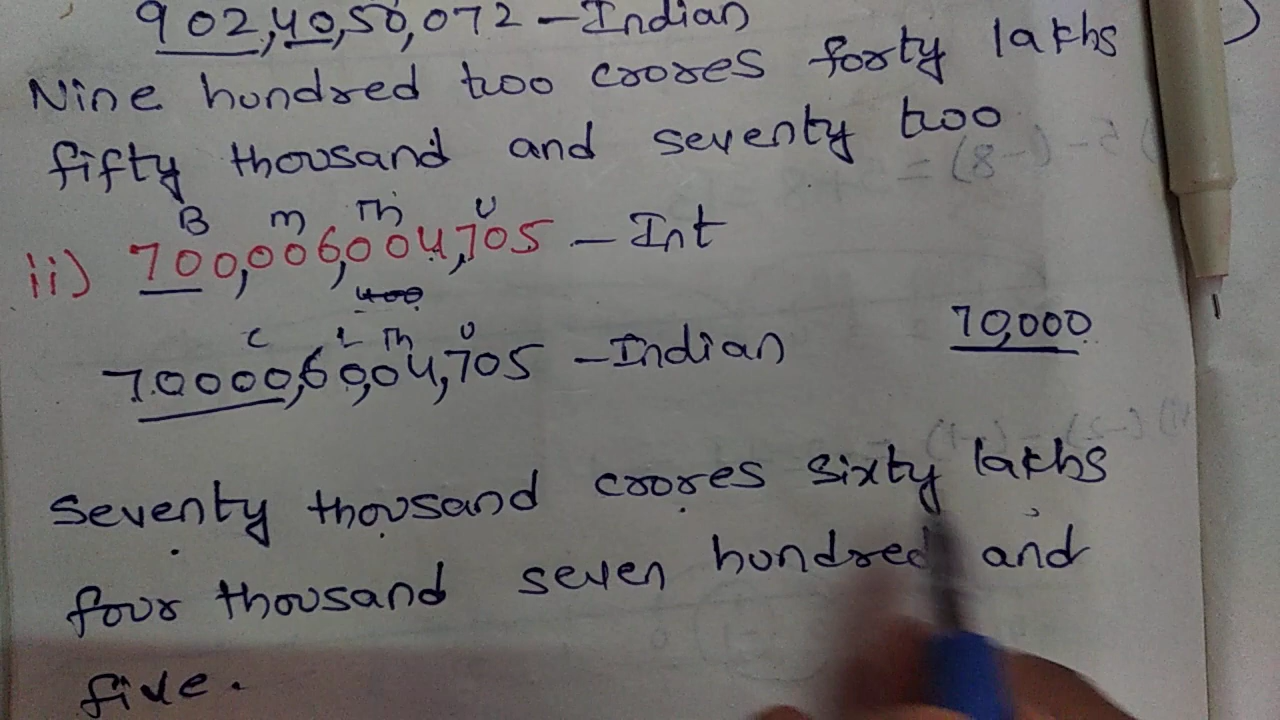 902,40,50,072 - Indian
Nine hundred two crores forty lakhs
fifty thousand and seventy two
B m Th U
ii) 700,006,004,705 - Int
C L Th U
70000,60,04,705 - Indian 70,000
Seventy thousand crores sixty lakhs
four thousand seven hundred and
five.